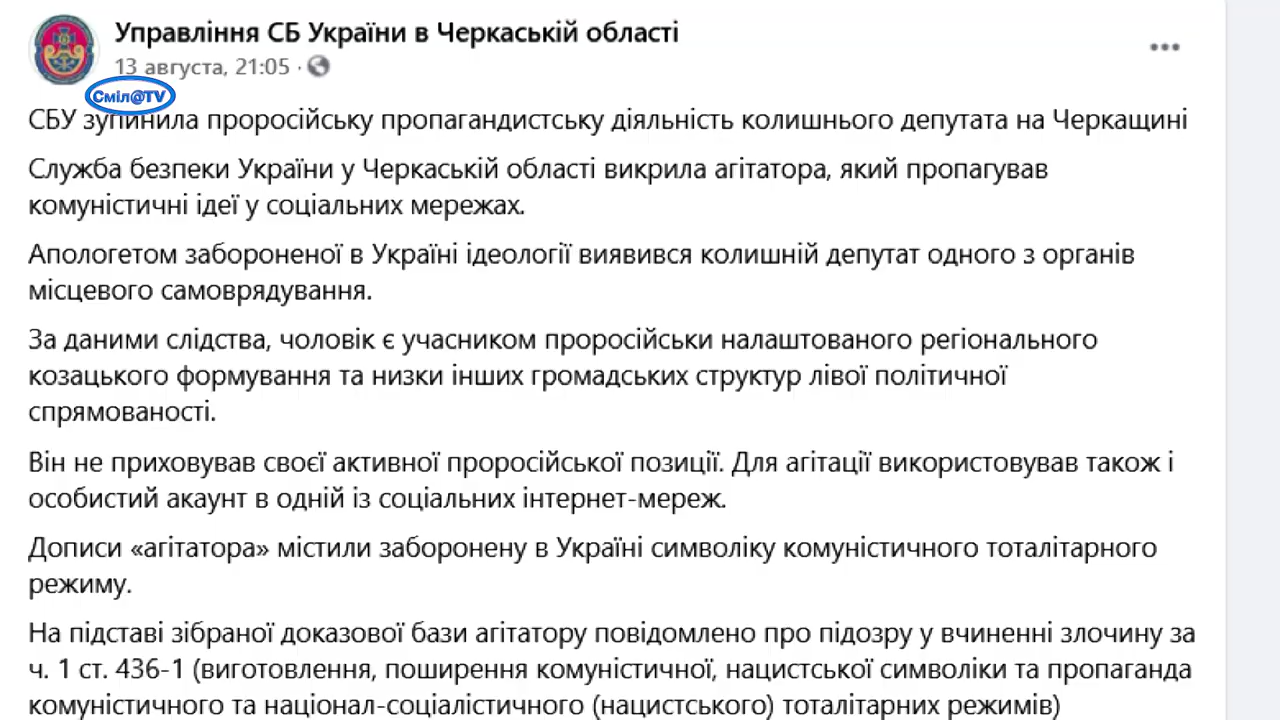 Управління СБ України в Черкаській області
13 августа, 21:05 ·
Сміл@TV
СБУ зупинила проросійську пропагандистську діяльність колишнього депутата на Черкащині
Служба безпеки України у Черкаській області викрила агітатора, який пропагував
комуністичні ідеї у соціальних мережах.
Апологетом забороненої в Україні ідеології виявився колишній депутат одного з органів
місцевого самоврядування.
За даними слідства, чоловік є учасником проросійськи налаштованого регіонального
козацького формування та низки інших громадських структур лівої політичної
спрямованості.
Він не приховував своєї активної проросійської позиції. Для агітації використовував також і
особистий акаунт в одній із соціальних інтернет-мереж.
Дописи «агітатора» містили заборонену в Україні символіку комуністичного тоталітарного
режиму.
На підставі зібраної доказової бази агітатору повідомлено про підозру у вчиненні злочину за
ч. 1 ст. 436-1 (виготовлення, поширення комуністичної, нацистської символіки та пропаганда
комуністичного та націонал-соціалістичного (нацистського) тоталітарних режимів)